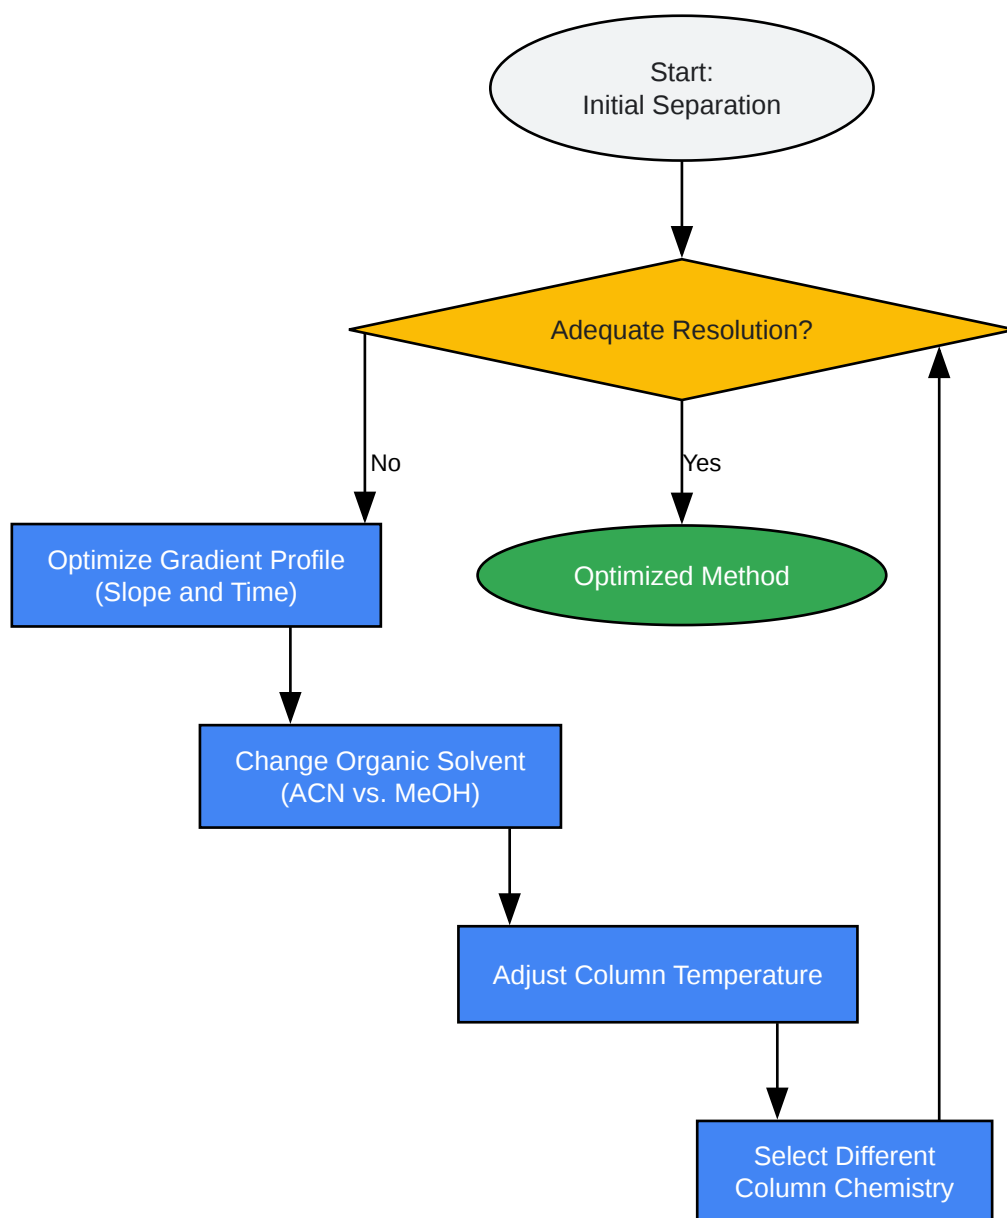 Start:
Initial Separation
Adequate Resolution?
No
Yes
Optimize Gradient Profile
(Slope and Time)
Optimized Method
Change Organic Solvent
(ACN vs. MeOH)
Adjust Column Temperature
Select Different
Column Chemistry